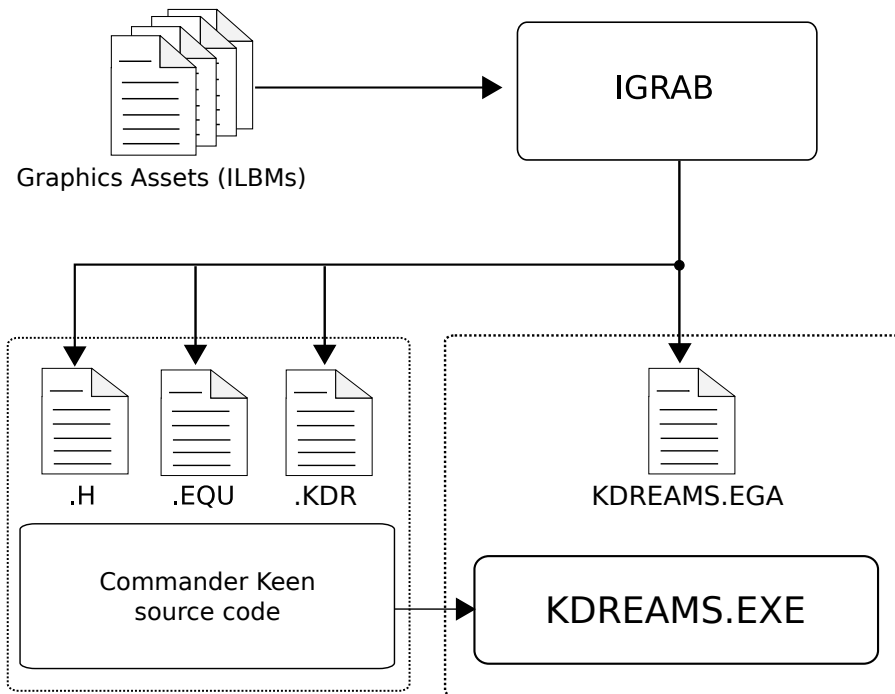 IGRAB
Graphics Assets (ILBMs)
.H
.EQU
.KDR
KDREAMS.EGA
Commander Keen
source code
KDREAMS.EXE